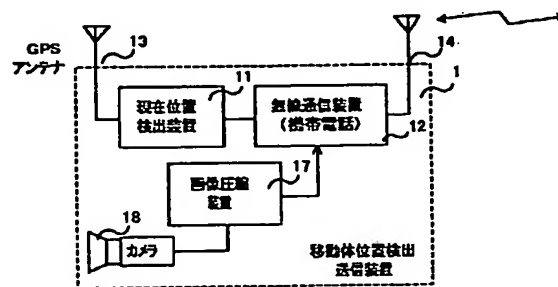 GPS
アンテナ
13
14
11
1
現在位置
検出装置
無線通信装置
(携帯電話)
12
17
画像圧縮
装置
18
カメラ
移動体位置検出
送信装置